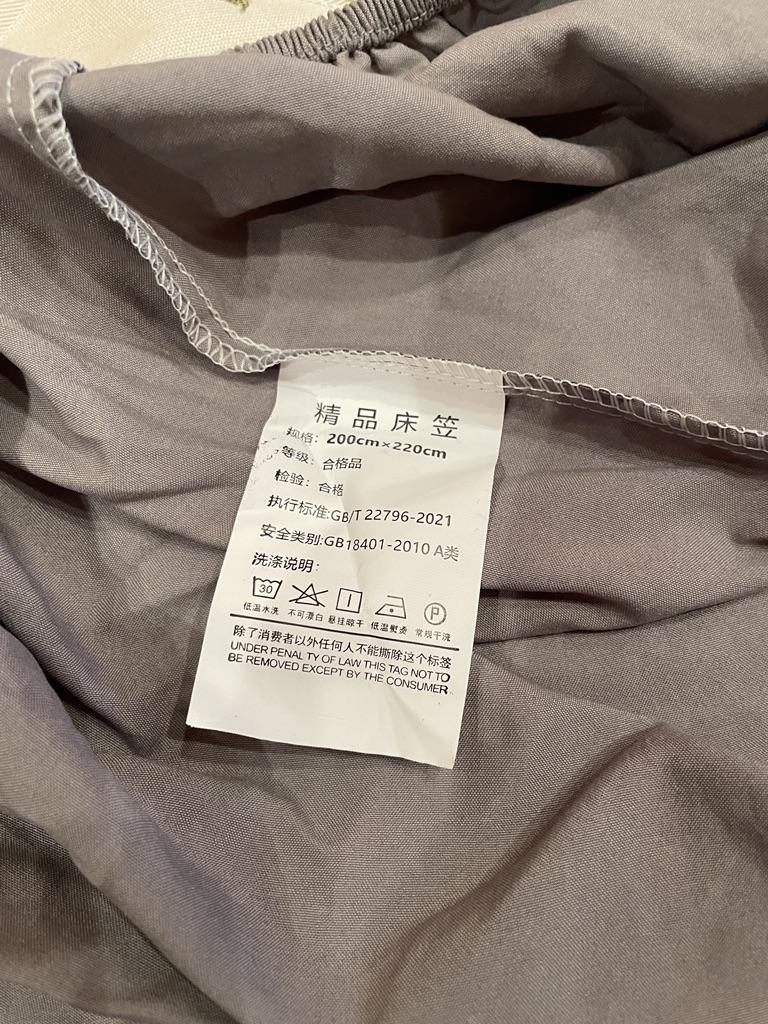 精品床笠
规格：200cm×220cm
等级：合格品
检验：合格
执行标准:GB/T 22796-2021
安全类别:GB18401-2010 A类
洗涤说明：
30 P
低温水洗 不可漂白 悬挂晾干 低温熨烫 常规干洗
除了消费者以外任何人不能撕除这个标签
UNDER PENAL TY OF LAW THIS TAG NOT TO
BE REMOVED EXCEPT BY THE CONSUMER